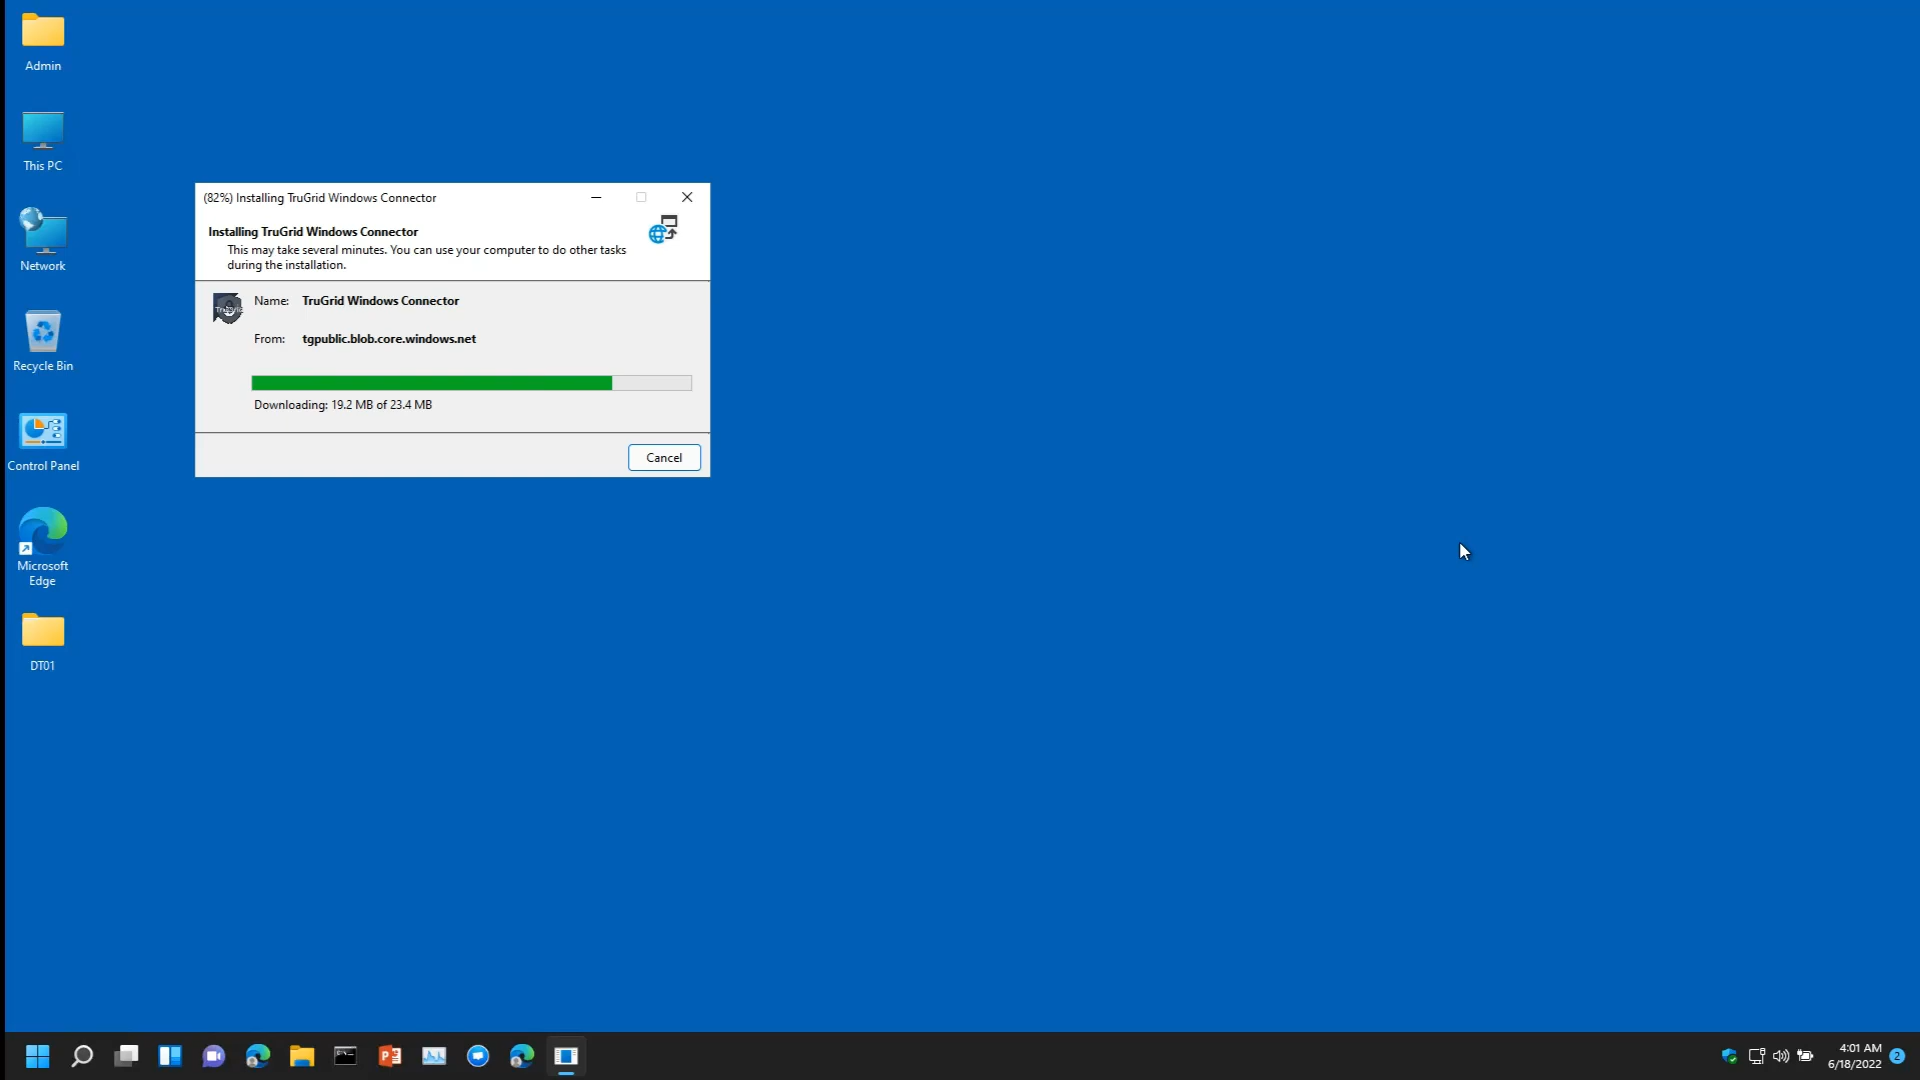 Admin
This PC
Network
Recycle Bin
Control Panel
Microsoft
Edge
DT01
(82%) Installing TruGrid Windows Connector
Installing TruGrid Windows Connector
This may take several minutes. You can use your computer to do other tasks
during the installation.
Name: TruGrid Windows Connector
From: tgpublic.blob.core.windows.net
Downloading: 19.2 MB of 23.4 MB
Cancel
4:01 AM
6/18/2022
2